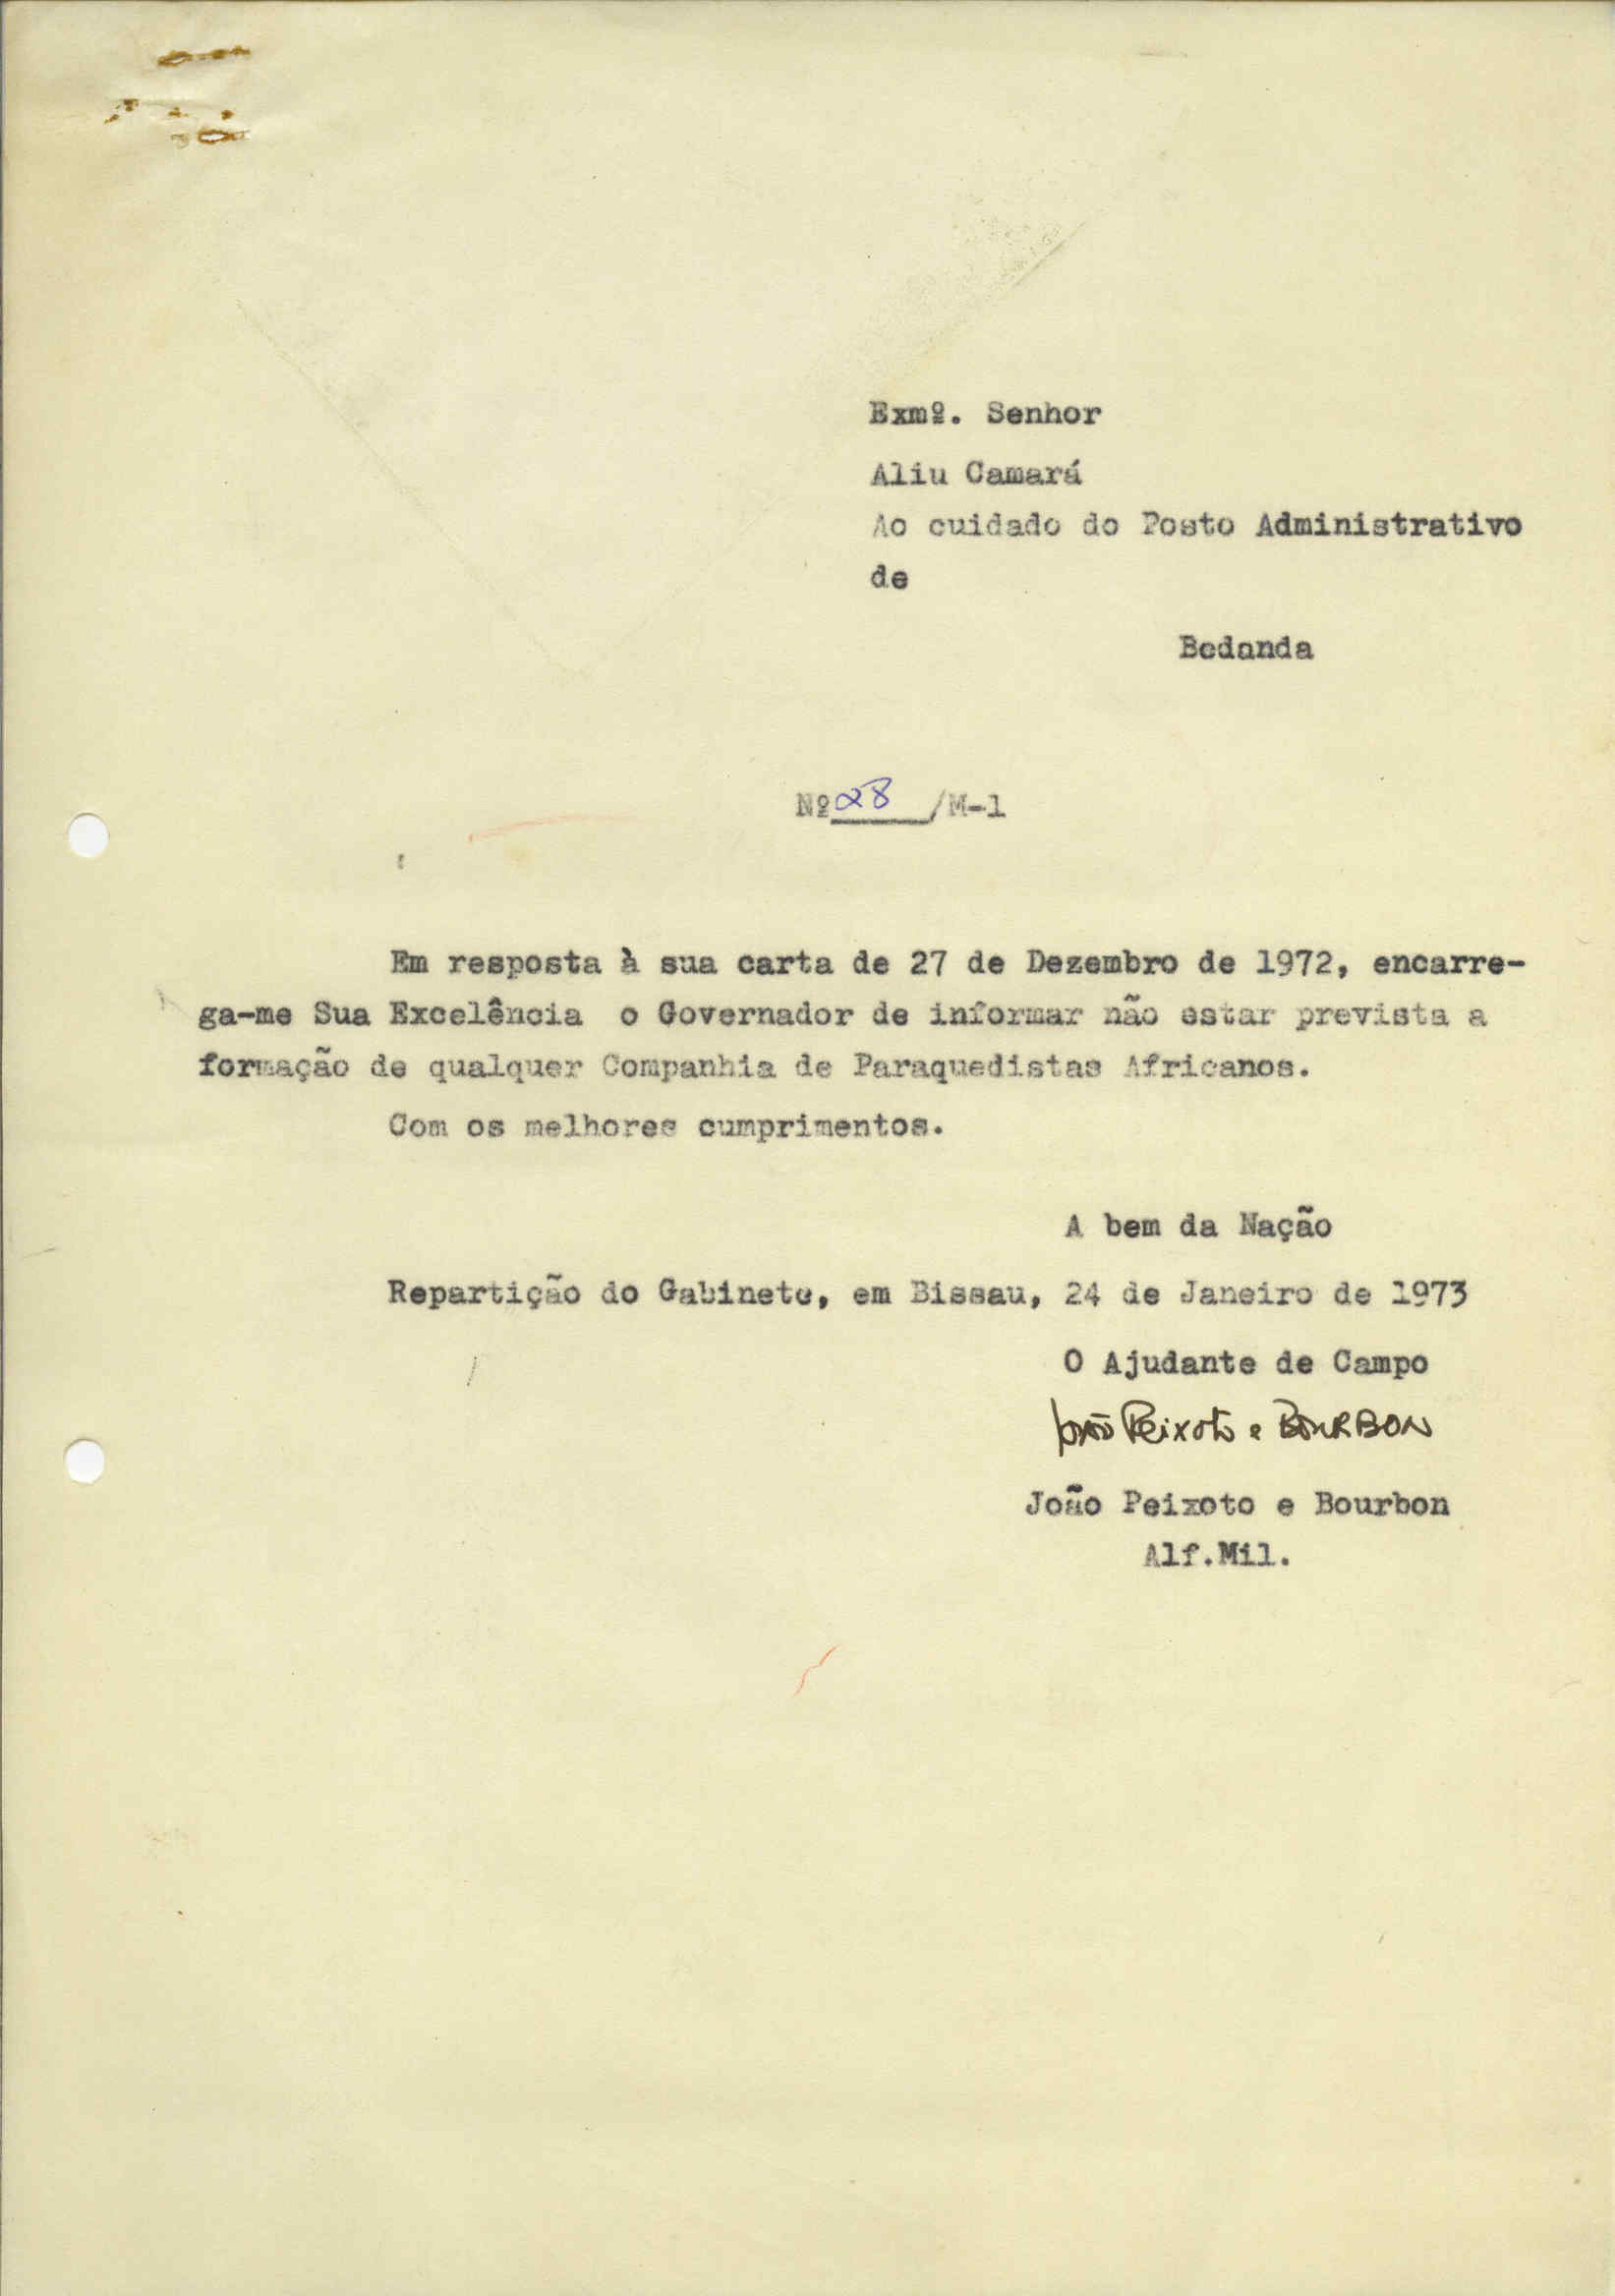 Exmº. Senhor
Aliu Camará
Ao cuidado do Posto Administrativo
de
Bedanda
Nº 28 /M-1
Em resposta à sua carta de 27 de Dezembro de 1972, encarre-
ga-me Sua Excelência o Governador de informar não estar prevista a
formação de qualquer Companhia de Paraquedistas Africanos.
Com os melhores cumprimentos.
A bem da Nação
Repartição do Gabinete, em Bissau, 24 de Janeiro de 1973
O Ajudante de Campo
João Peixoto e BOURBON
João Peixoto e Bourbon
Alf.Mil.